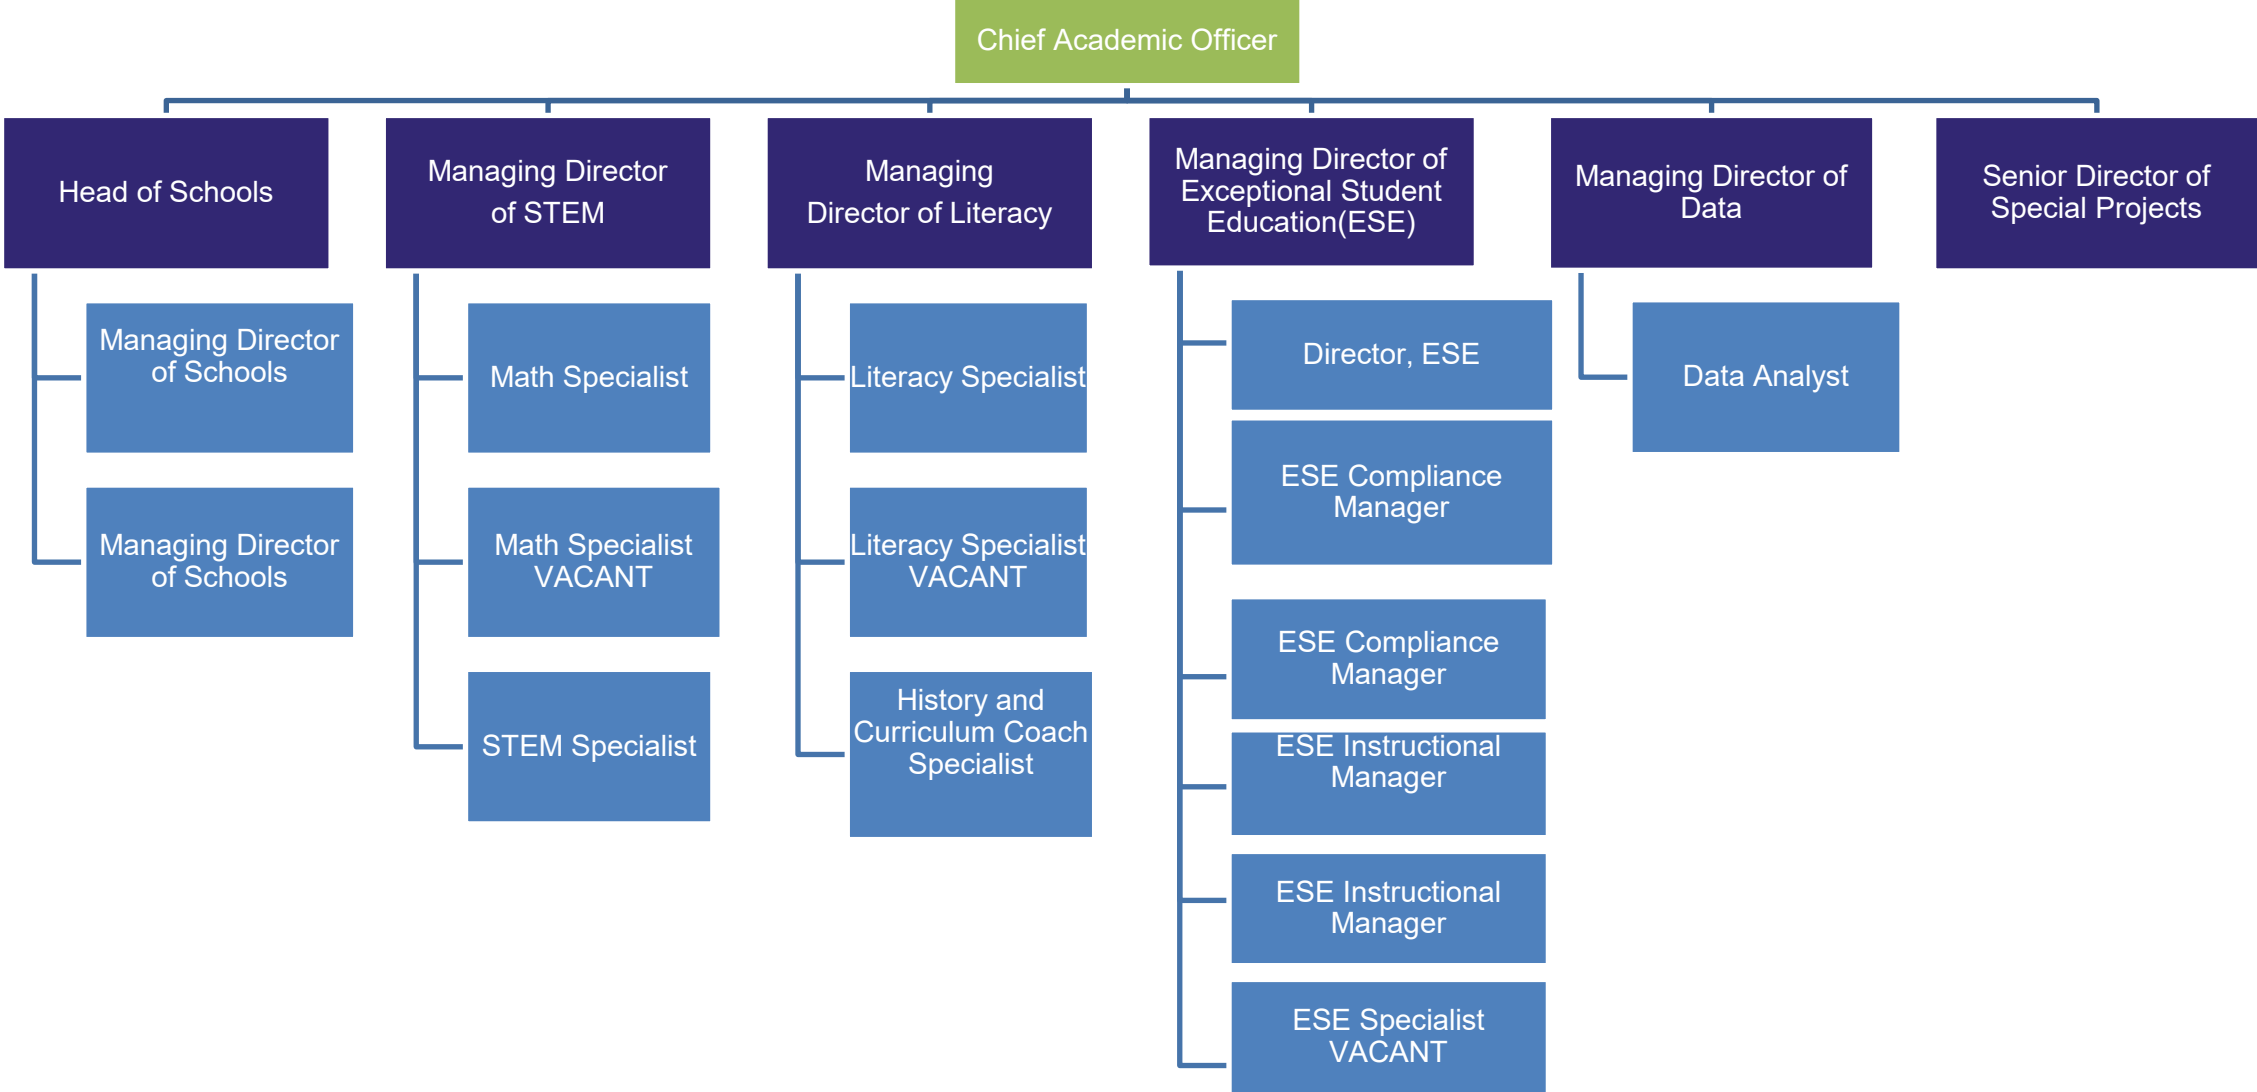 Chief Academic Officer
Head of Schools
Managing Director
of STEM
Managing
Director of Literacy
Managing Director of
Exceptional Student
Education(ESE)
Managing Director of
Data
Senior Director of
Special Projects
Managing Director
of Schools
Managing Director
of Schools
Math Specialist
Math Specialist
VACANT
STEM Specialist
Literacy Specialist
Literacy Specialist
VACANT
History and
Curriculum Coach
Specialist
Director, ESE
ESE Compliance
Manager
ESE Compliance
Manager
ESE Instructional
Manager
ESE Instructional
Manager
ESE Specialist
VACANT
Data Analyst